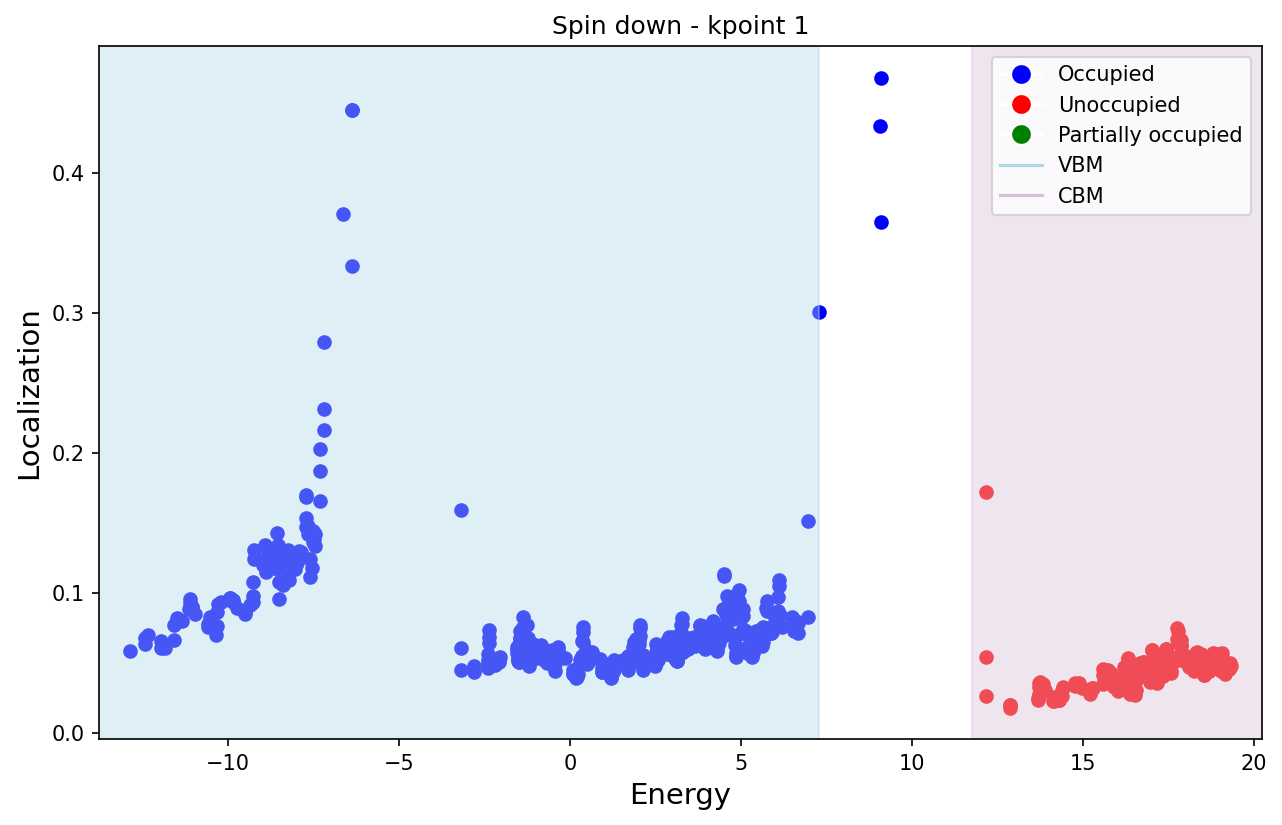 Spin down - kpoint 1
Localization
0.4
0.3
0.2
0.1
0.0
−10
−5
0
5
10
15
20
Energy
Occupied
Unoccupied
Partially occupied
VBM
CBM